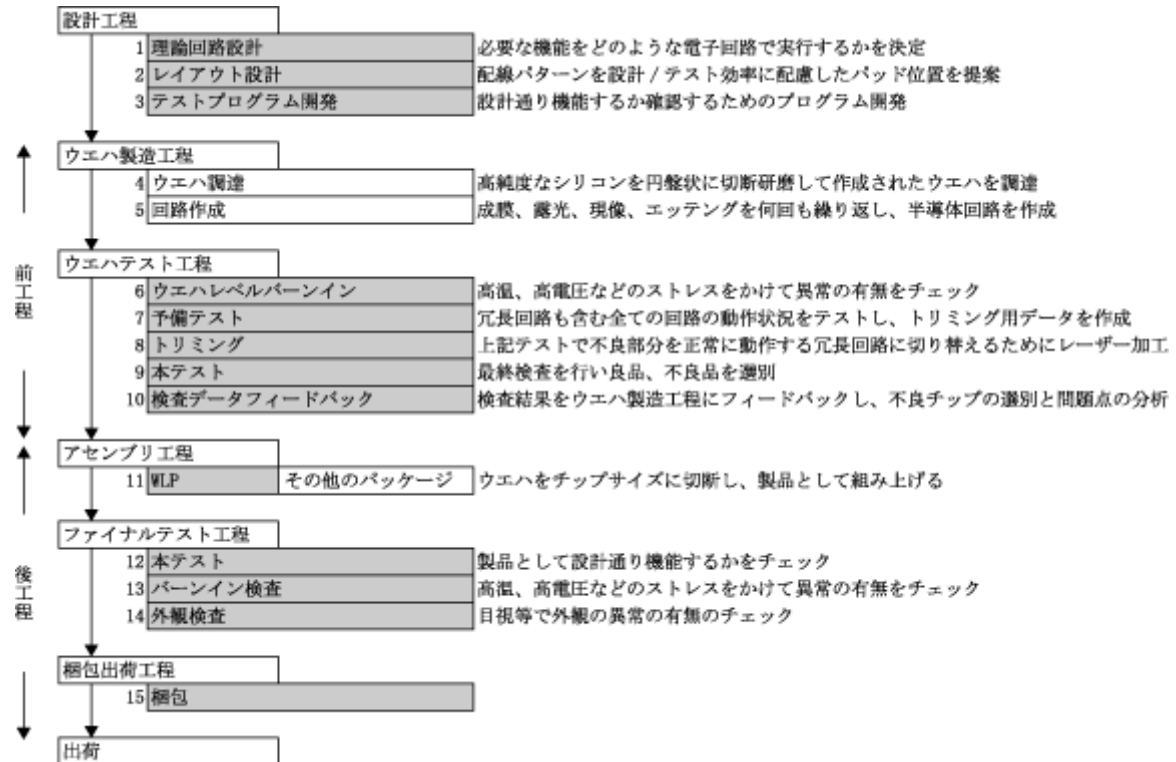 設計工程
1 理論回路設計 必要な機能をどのような電子回路で実行するかを決定
2 レイアウト設計 配線パターンを設計/テスト効率に配慮したパッド位置を提案
3 テストプログラム開発 設計通り機能するか確認するためのプログラム開発
ウエハ製造工程
4 ウエハ調達 高純度なシリコンを円盤状に切断研磨して作成されたウエハを調達
5 回路作成 成膜、露光、現像、エッテングを何回も繰り返し、半導体回路を作成
前工程
ウエハテスト工程
6 ウエハレベルバーンイン 高温、高電圧などのストレスをかけて異常の有無をチェック
7 予備テスト 冗長回路も含む全ての回路の動作状況をテストし、トリミング用データを作成
8 トリミング 上記テストで不良部分を正常に動作する冗長回路に切り替えるためにレーザー加工
9 本テスト 最終検査を行い良品、不良品を選別
10 検査データフィードバック 検査結果をウエハ製造工程にフィードバックし、不良チップの選別と問題点の分析
アセンブリ工程
11 WLP その他のパッケージ ウエハをチップサイズに切断し、製品として組み上げる
ファイナルテスト工程
後工程
12 本テスト 製品として設計通り機能するかをチェック
13 バーンイン検査 高温、高電圧などのストレスをかけて異常の有無をチェック
14 外観検査 目視等で外観の異常の有無のチェック
梱包出荷工程
15 梱包
出荷